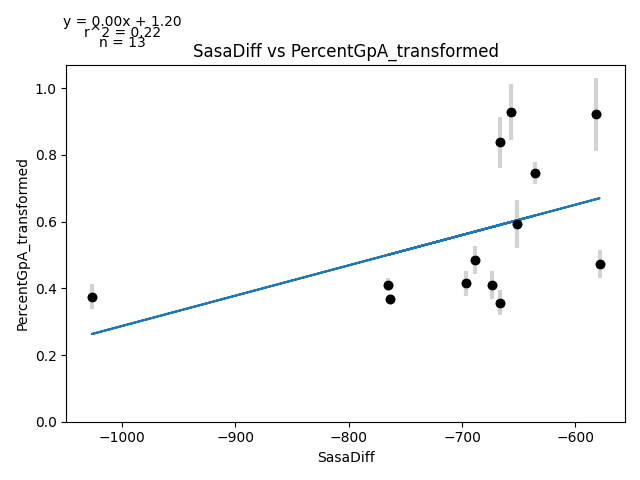 y = 0.00x + 1.20
r^2 = 0.22
n = 13
SasaDiff vs PercentGpA_transformed
PercentGpA_transformed
1.0
0.8
0.6
0.4
0.2
0.0
−1000
−900
−800
−700
−600
SasaDiff